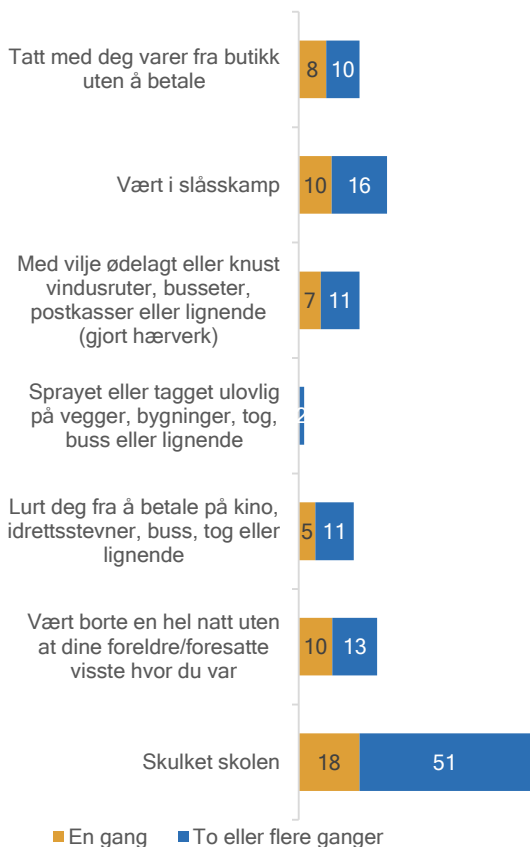 Tatt med deg varer fra butikk
uten å betale
8 10
Vært i slåsskamp
10 16
Med vilje ødelagt eller knust
vindusruter, busseter,
postkasser eller lignende
(gjort hærverk)
7 11
Sprayet eller tagget ulovlig
på vegger, bygninger, tog,
buss eller lignende
2
Lurt deg fra å betale på kino,
idrettsstevner, buss, tog eller
lignende
5 11
Vært borte en hel natt uten
at dine foreldre/foresatte
visste hvor du var
10 13
Skulket skolen
18 51
En gang To eller flere ganger